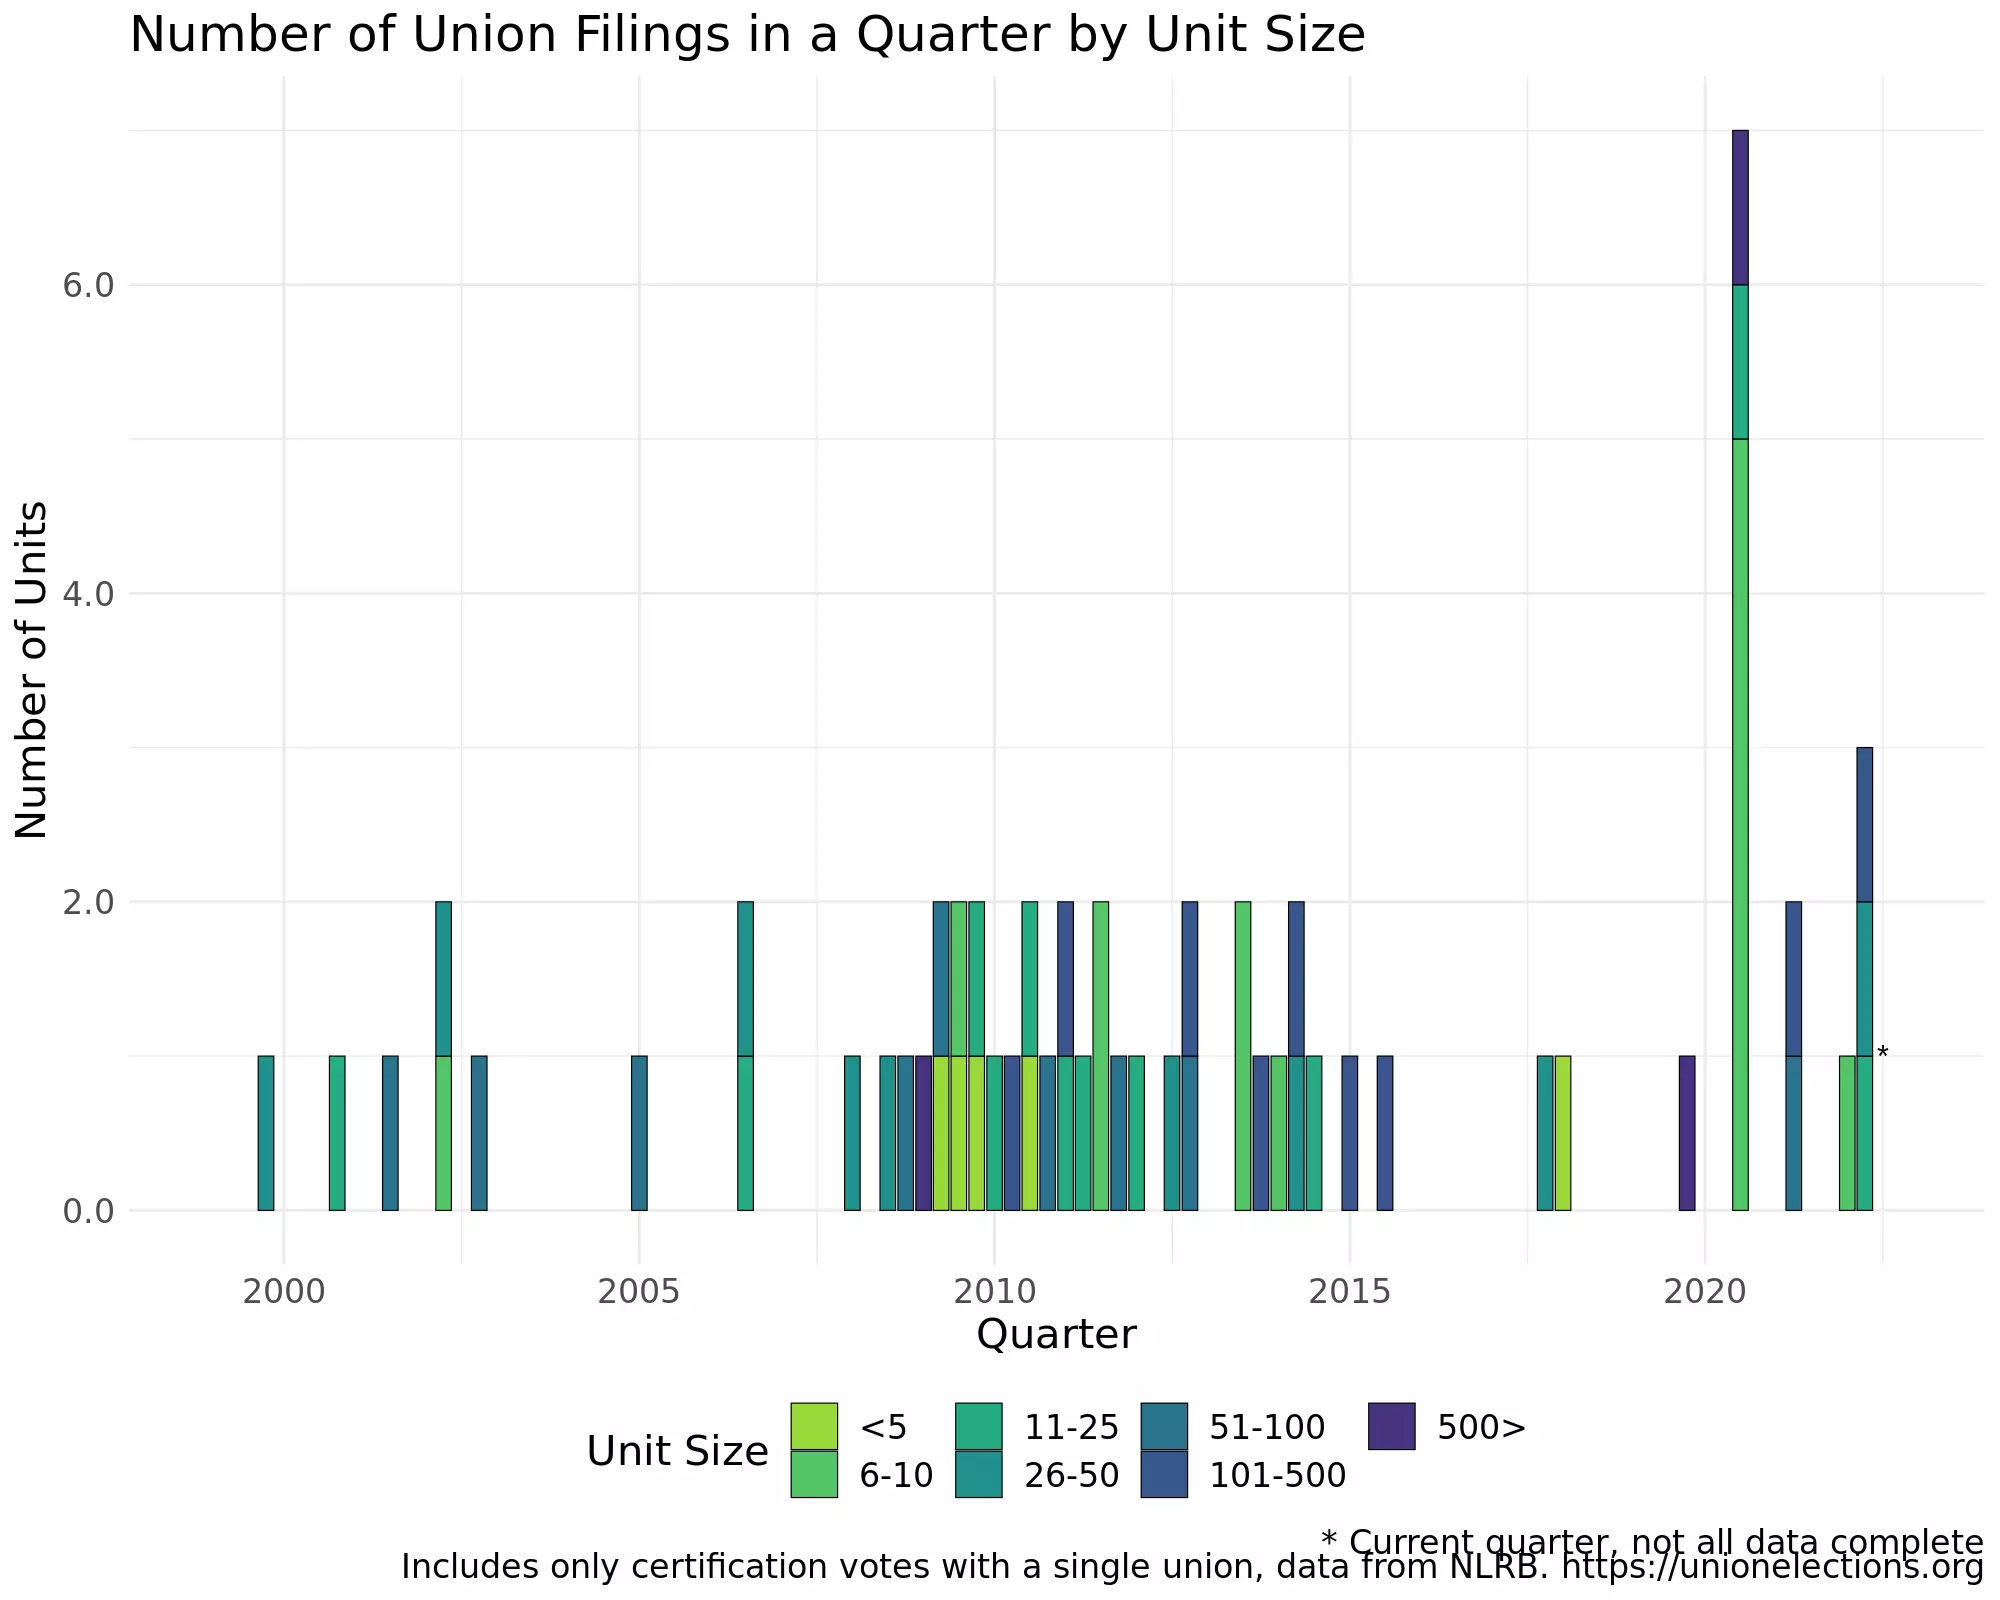 Number of Union Filings in a Quarter by Unit Size
Number of Units
6.0
4.0
2.0
0.0
*
2000 2005 2010 2015 2020
Quarter
Unit Size
<5 11-25 51-100 500>
6-10 26-50 101-500
* Current quarter, not all data complete
Includes only certification votes with a single union, data from NLRB. https://unionelections.org